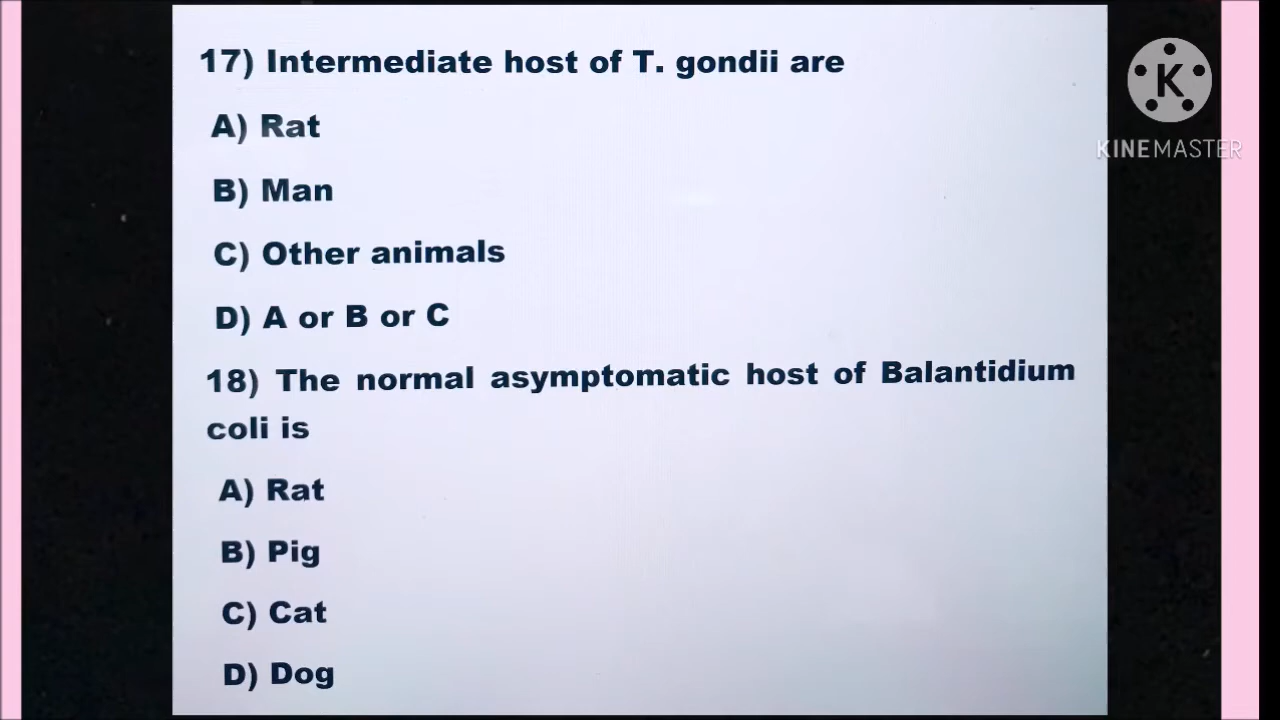 17) Intermediate host of T. gondii are
A) Rat
B) Man
C) Other animals
D) A or B or C
18) The normal asymptomatic host of Balantidium
coli is
A) Rat
B) Pig
C) Cat
D) Dog
K
KINEMASTER